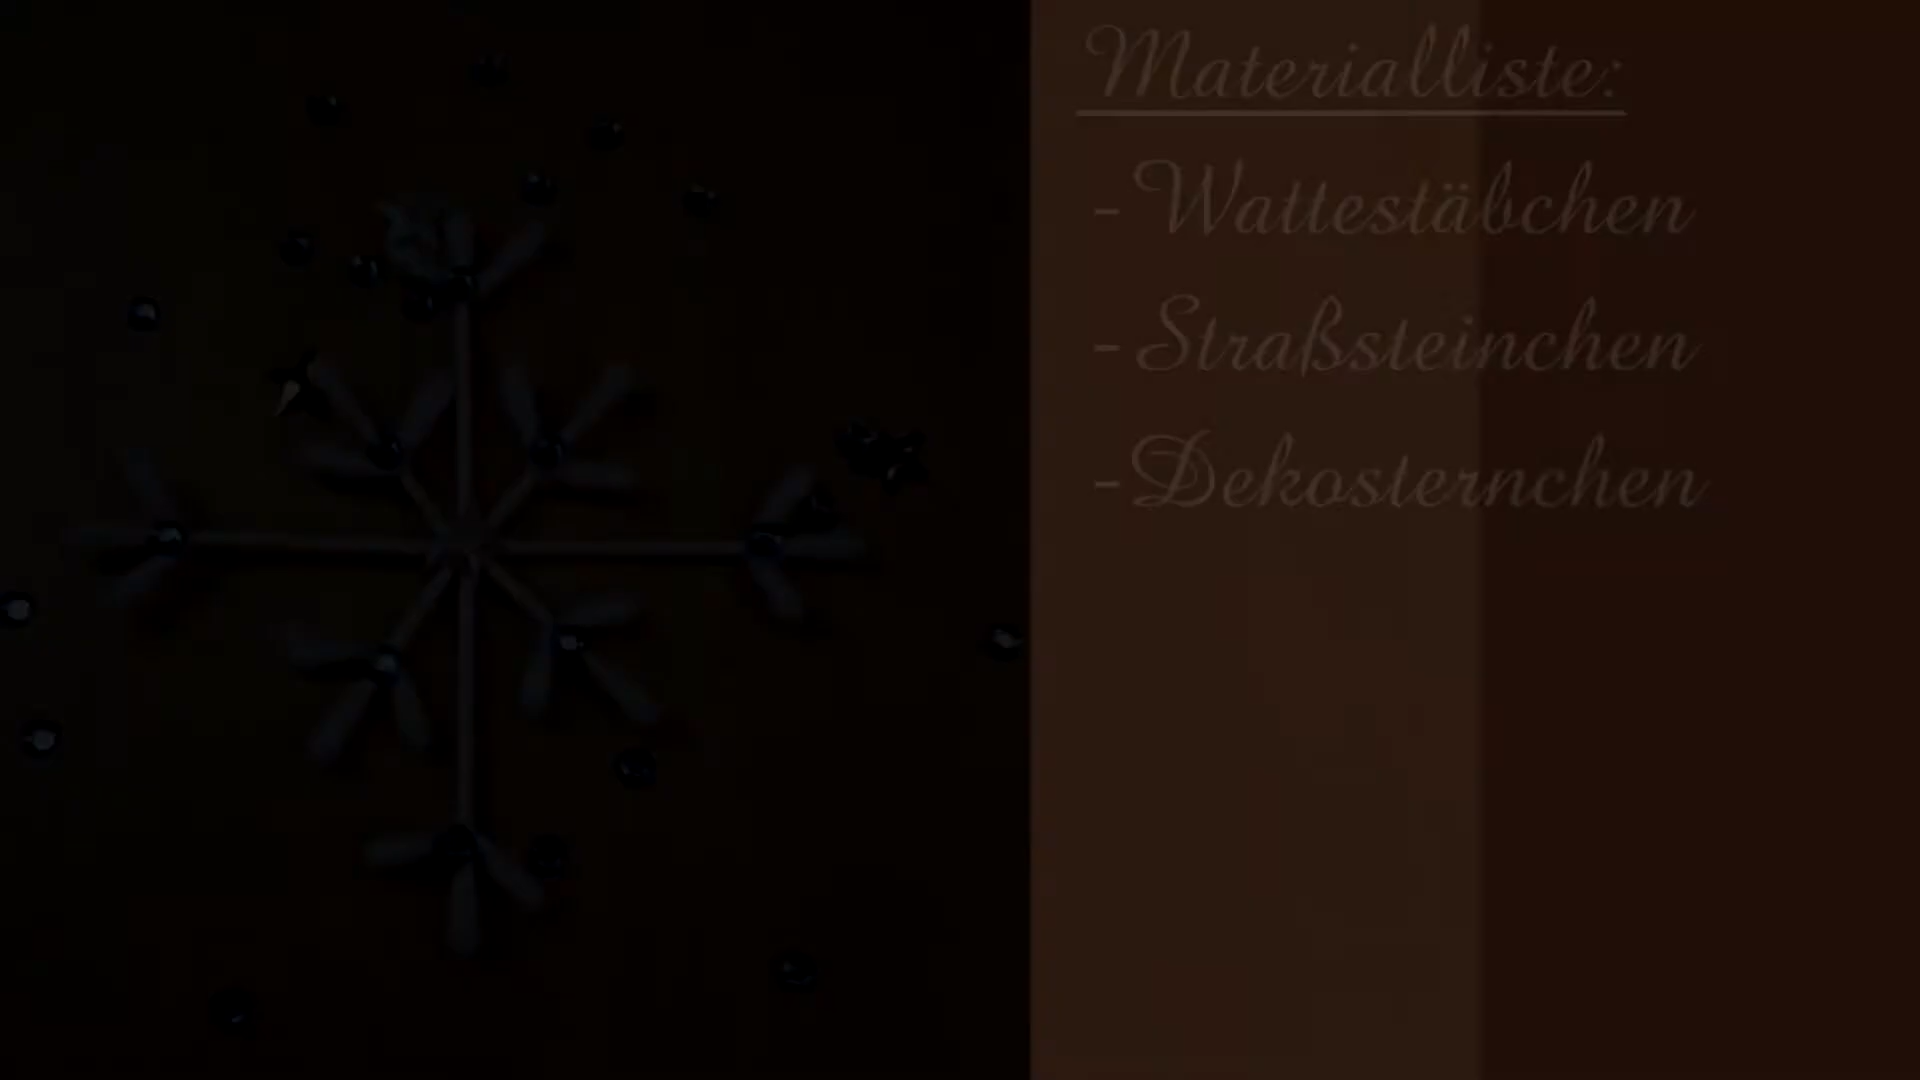 Materialliste:
- Wattestäbchen
- Straßsteinchen
- Dekosternchen